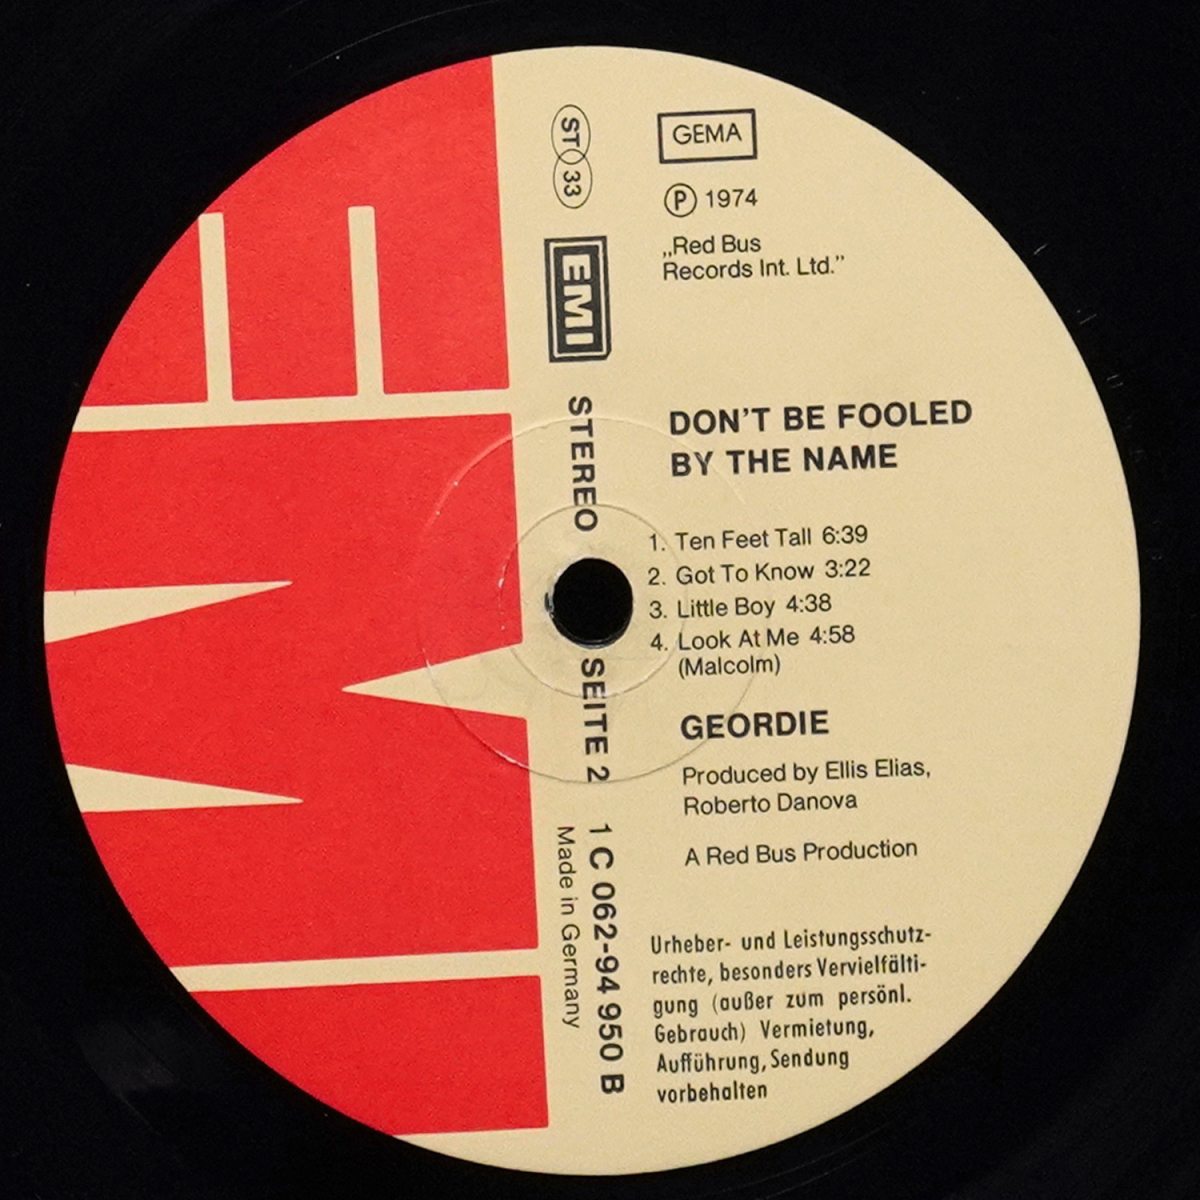 ST 33
EMI
STEREO
SEITE 2
1 C 062-94 950 B
Made in Germany
GEMA
Ⓟ 1974
„Red Bus
Records Int. Ltd.”
DON'T BE FOOLED
BY THE NAME
1. Ten Feet Tall 6:39
2. Got To Know 3:22
3. Little Boy 4:38
4. Look At Me 4:58
(Malcolm)
GEORDIE
Produced by Ellis Elias,
Roberto Danova
A Red Bus Production
Urheber- und Leistungsschutz-
rechte, besonders Vervielfälti-
gung (außer zum persönl.
Gebrauch) Vermietung,
Aufführung, Sendung
vorbehalten
EMI